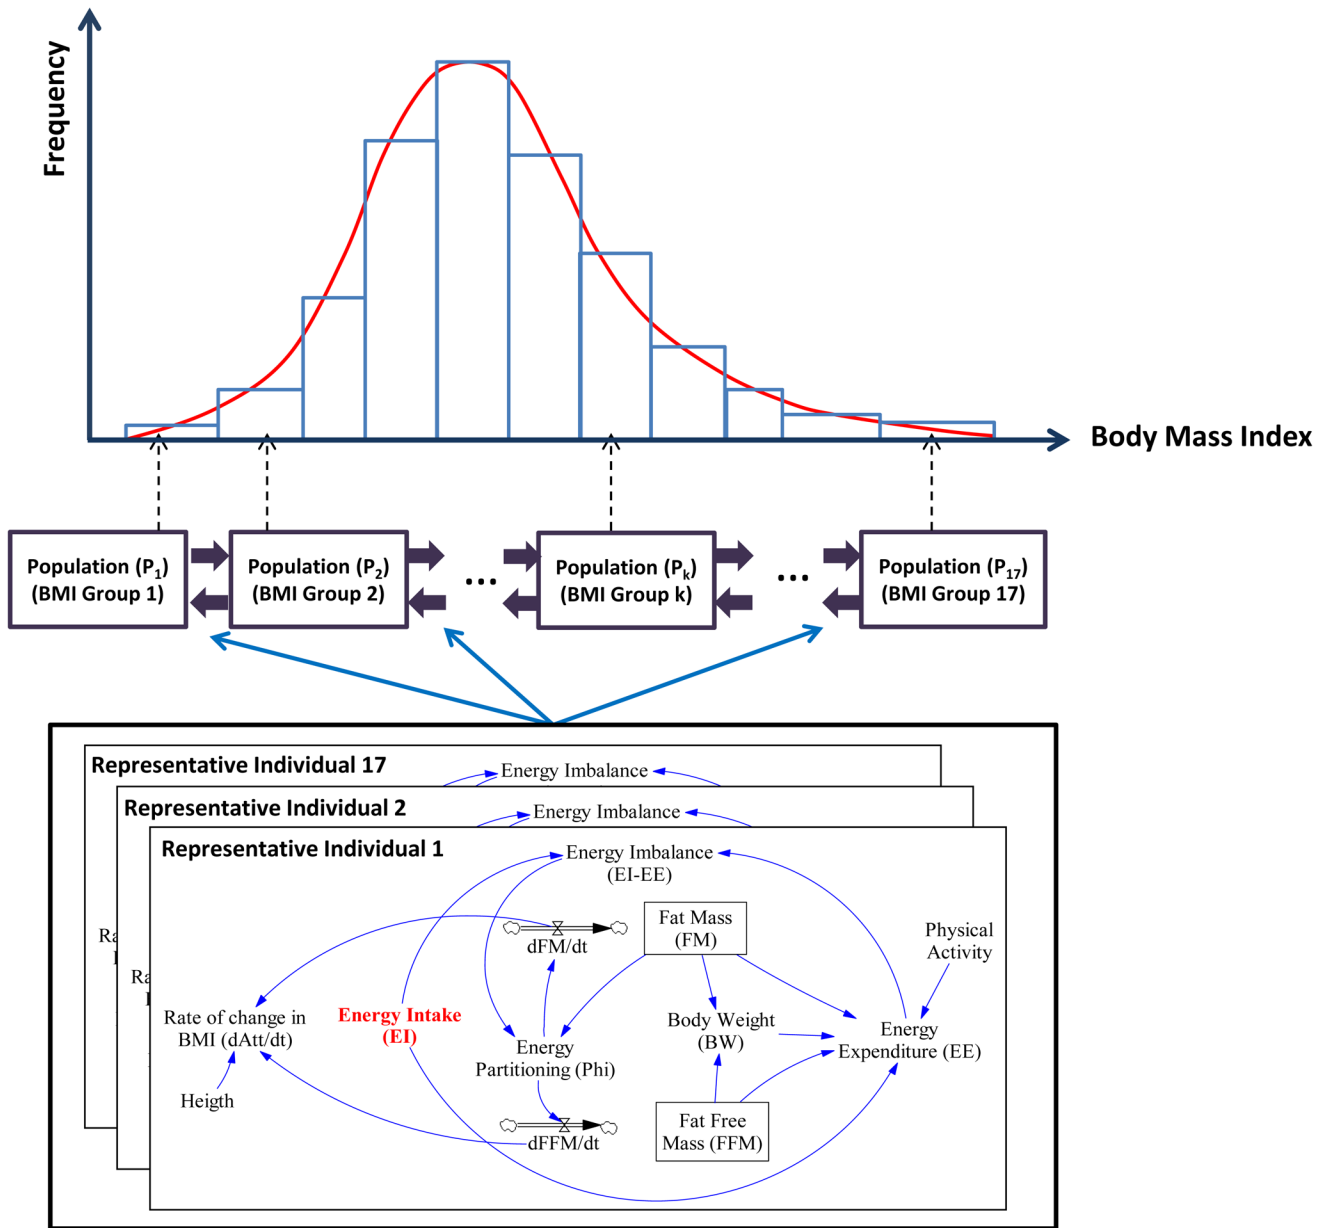 Frequency
Body Mass Index
Population (P1)
(BMI Group 1)
Population (P2)
(BMI Group 2)
...
Population (Pk)
(BMI Group k)
...
Population (P17)
(BMI Group 17)
Representative Individual 17
Energy Imbalance
Representative Individual 2
Energy Imbalance
Representative Individual 1
Energy Imbalance
(EI-EE)
dFM/dt
Fat Mass
(FM)
Physical
Activity
Ra
Ra
Rate of change in
BMI (dAtt/dt)
Energy Intake
(EI)
Body Weight
(BW)
Energy
Expenditure (EE)
Energy
Partitioning (Phi)
Heigth
dFFM/dt
Fat Free
Mass (FFM)